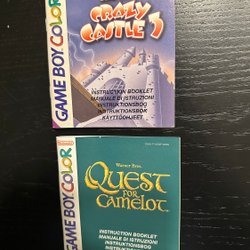 GAME BOY COLOR
CRAZY
CASTLE 3
INSTRUCTION BOOKLET
MANUALE DI ISTRUZIONI
INSTRUKTIONSBOG
INSTRUKTIONSBOK
KÄYTTÖOHJEET
GAME BOY COLOR
Warner Bros.
QUEST
FOR
CAMELOT
INSTRUCTION BOOKLET
MANUALE DI ISTRUZIONI
INSTRUKTIONSBOG